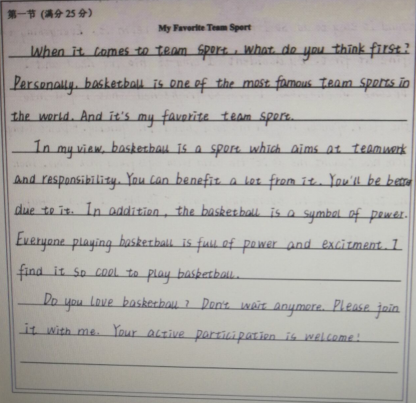 第一节（满分 25 分）
My Favorite Team Sport
When it comes to team sport, what do you think first?
Personally, basketball is one of the most famous team sports in
the world. And it's my favorite team sport.
In my view, basketball is a sport which aims at teamwork
and responsibility. You can benefit a lot from it. You'll be better
due to it. In addition, the basketball is a symbol of power.
Everyone playing basketball is full of power and excitment. I
find it so cool to play basketball.
Do you love basketball? Don't wait anymore. Please join
it with me. Your active participation is welcome!